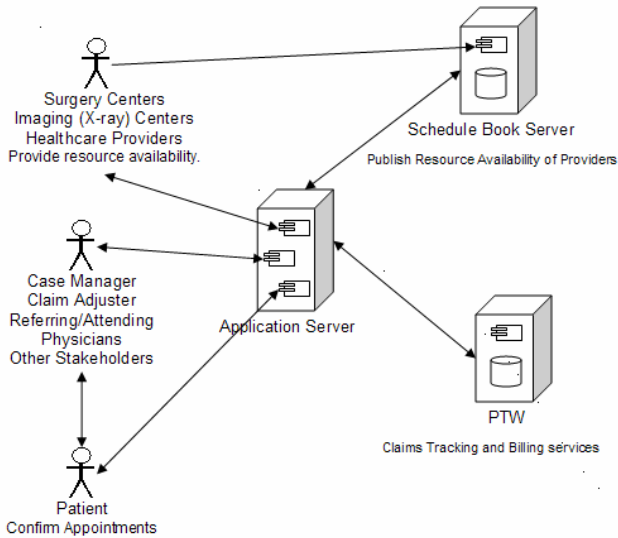 Surgery Centers
Imaging (X-ray) Centers
Healthcare Providers
Provide resource availability.
Schedule Book Server
Publish Resource Availability of Providers
Case Manager
Claim Adjuster
Referring/Attending
Physicians
Other Stakeholders
Application Server
PTW
Claims Tracking and Billing services
Patient
Confirm Appointments